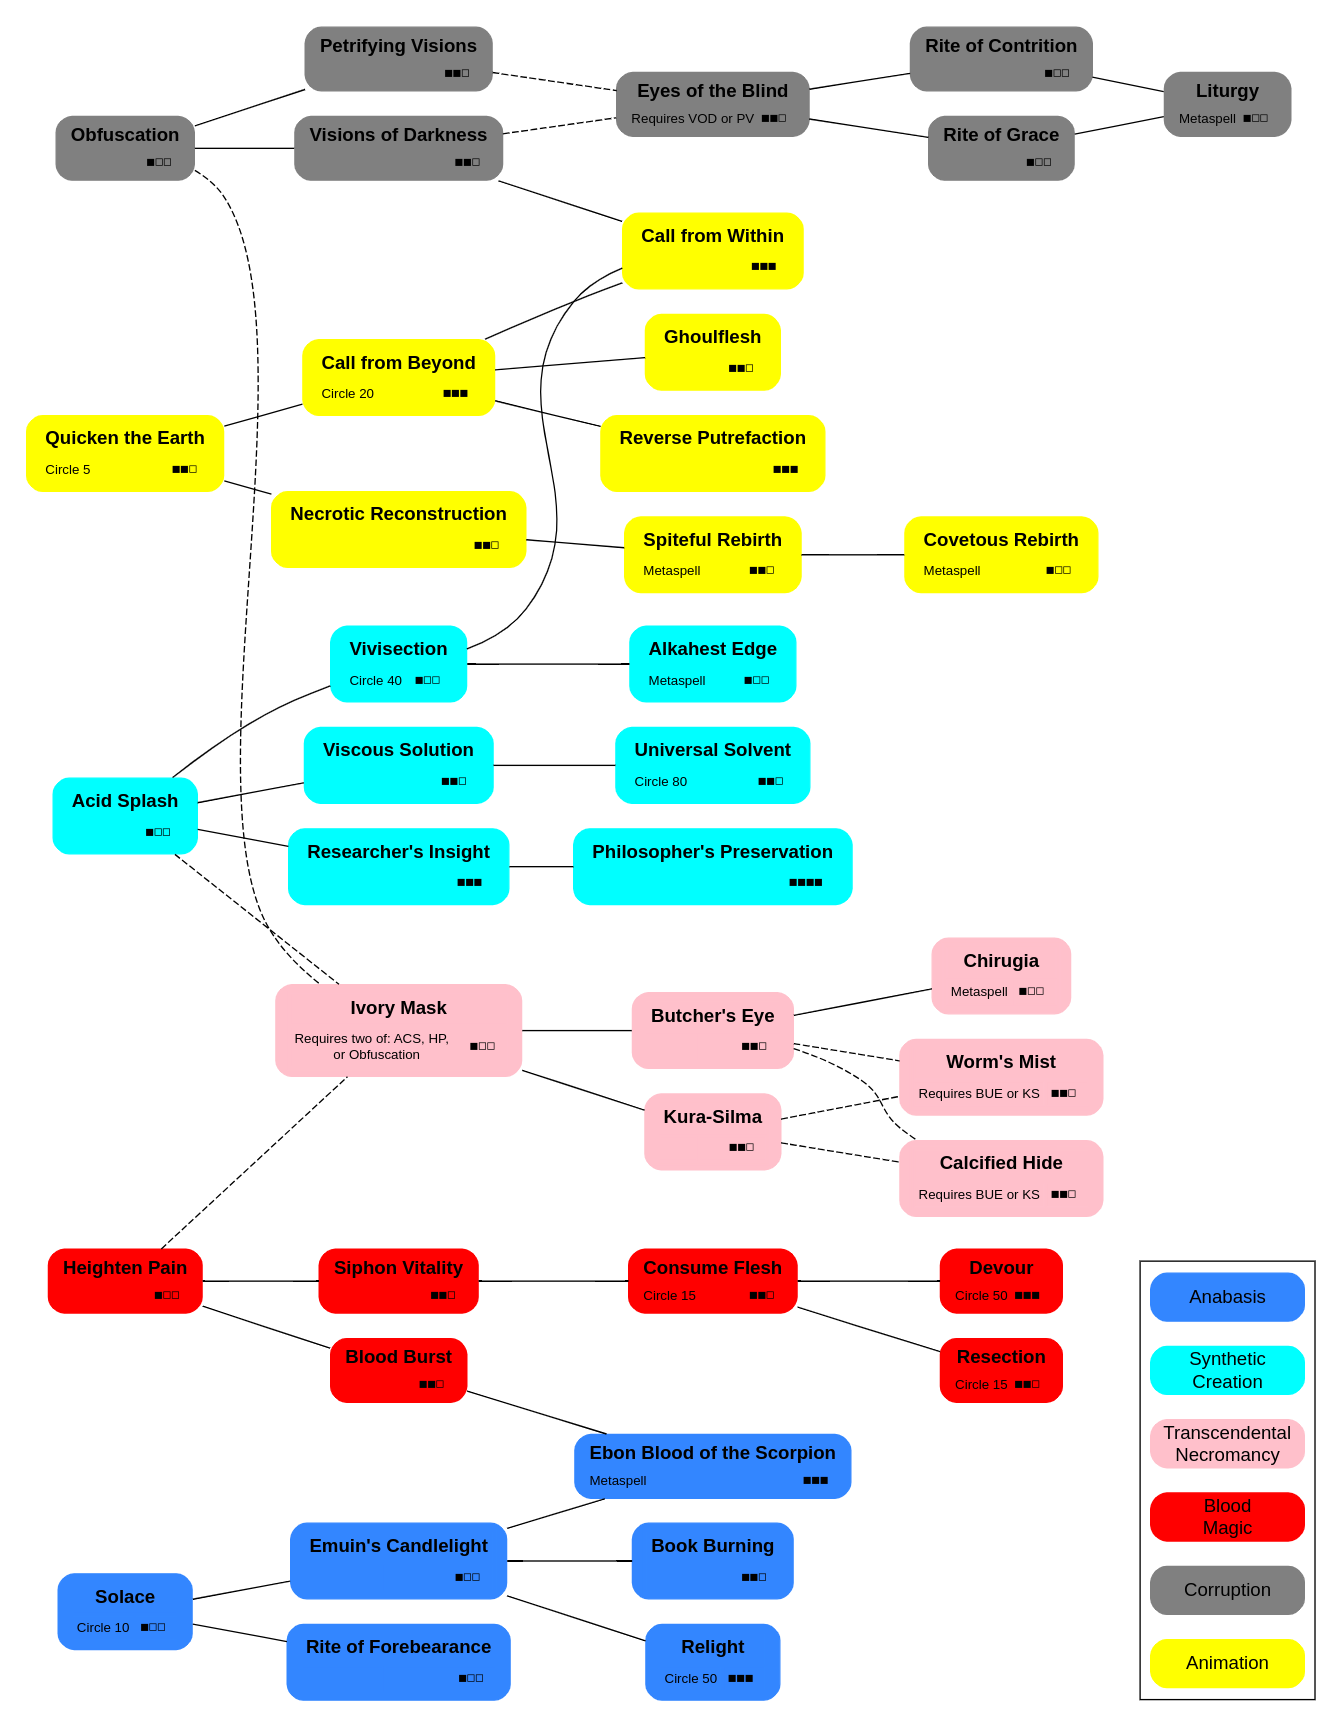 Petrifying Visions
■■□
Rite of Contrition
■□□
Eyes of the Blind
Requires VOD or PV ■■□
Liturgy
Metaspell ■□□
Obfuscation
■□□
Visions of Darkness
■■□
Rite of Grace
■□□
Call from Within
■■■
Ghoulflesh
■■□
Call from Beyond
Circle 20 ■■■
Quicken the Earth
Circle 5 ■■□
Reverse Putrefaction
■■■
Necrotic Reconstruction
■■□
Spiteful Rebirth
Metaspell ■■□
Covetous Rebirth
Metaspell ■□□
Vivisection
Circle 40 ■□□
Alkahest Edge
Metaspell ■□□
Viscous Solution
■■□
Universal Solvent
Circle 80 ■■□
Acid Splash
■□□
Researcher's Insight
■■■
Philosopher's Preservation
■■■■
Chirugia
Metaspell ■□□
Ivory Mask
Requires two of: ACS, HP,
or Obfuscation ■□□
Butcher's Eye
■■□
Worm's Mist
Requires BUE or KS ■■□
Kura-Silma
■■□
Calcified Hide
Requires BUE or KS ■■□
Heighten Pain
■□□
Siphon Vitality
■■□
Consume Flesh
Circle 15 ■■□
Devour
Circle 50 ■■■
Blood Burst
■■□
Resection
Circle 15 ■■□
Ebon Blood of the Scorpion
Metaspell ■■■
Emuin's Candlelight
■□□
Book Burning
■■□
Solace
Circle 10 ■□□
Rite of Forebearance
■□□
Relight
Circle 50 ■■■
Anabasis
Synthetic
Creation
Transcendental
Necromancy
Blood
Magic
Corruption
Animation